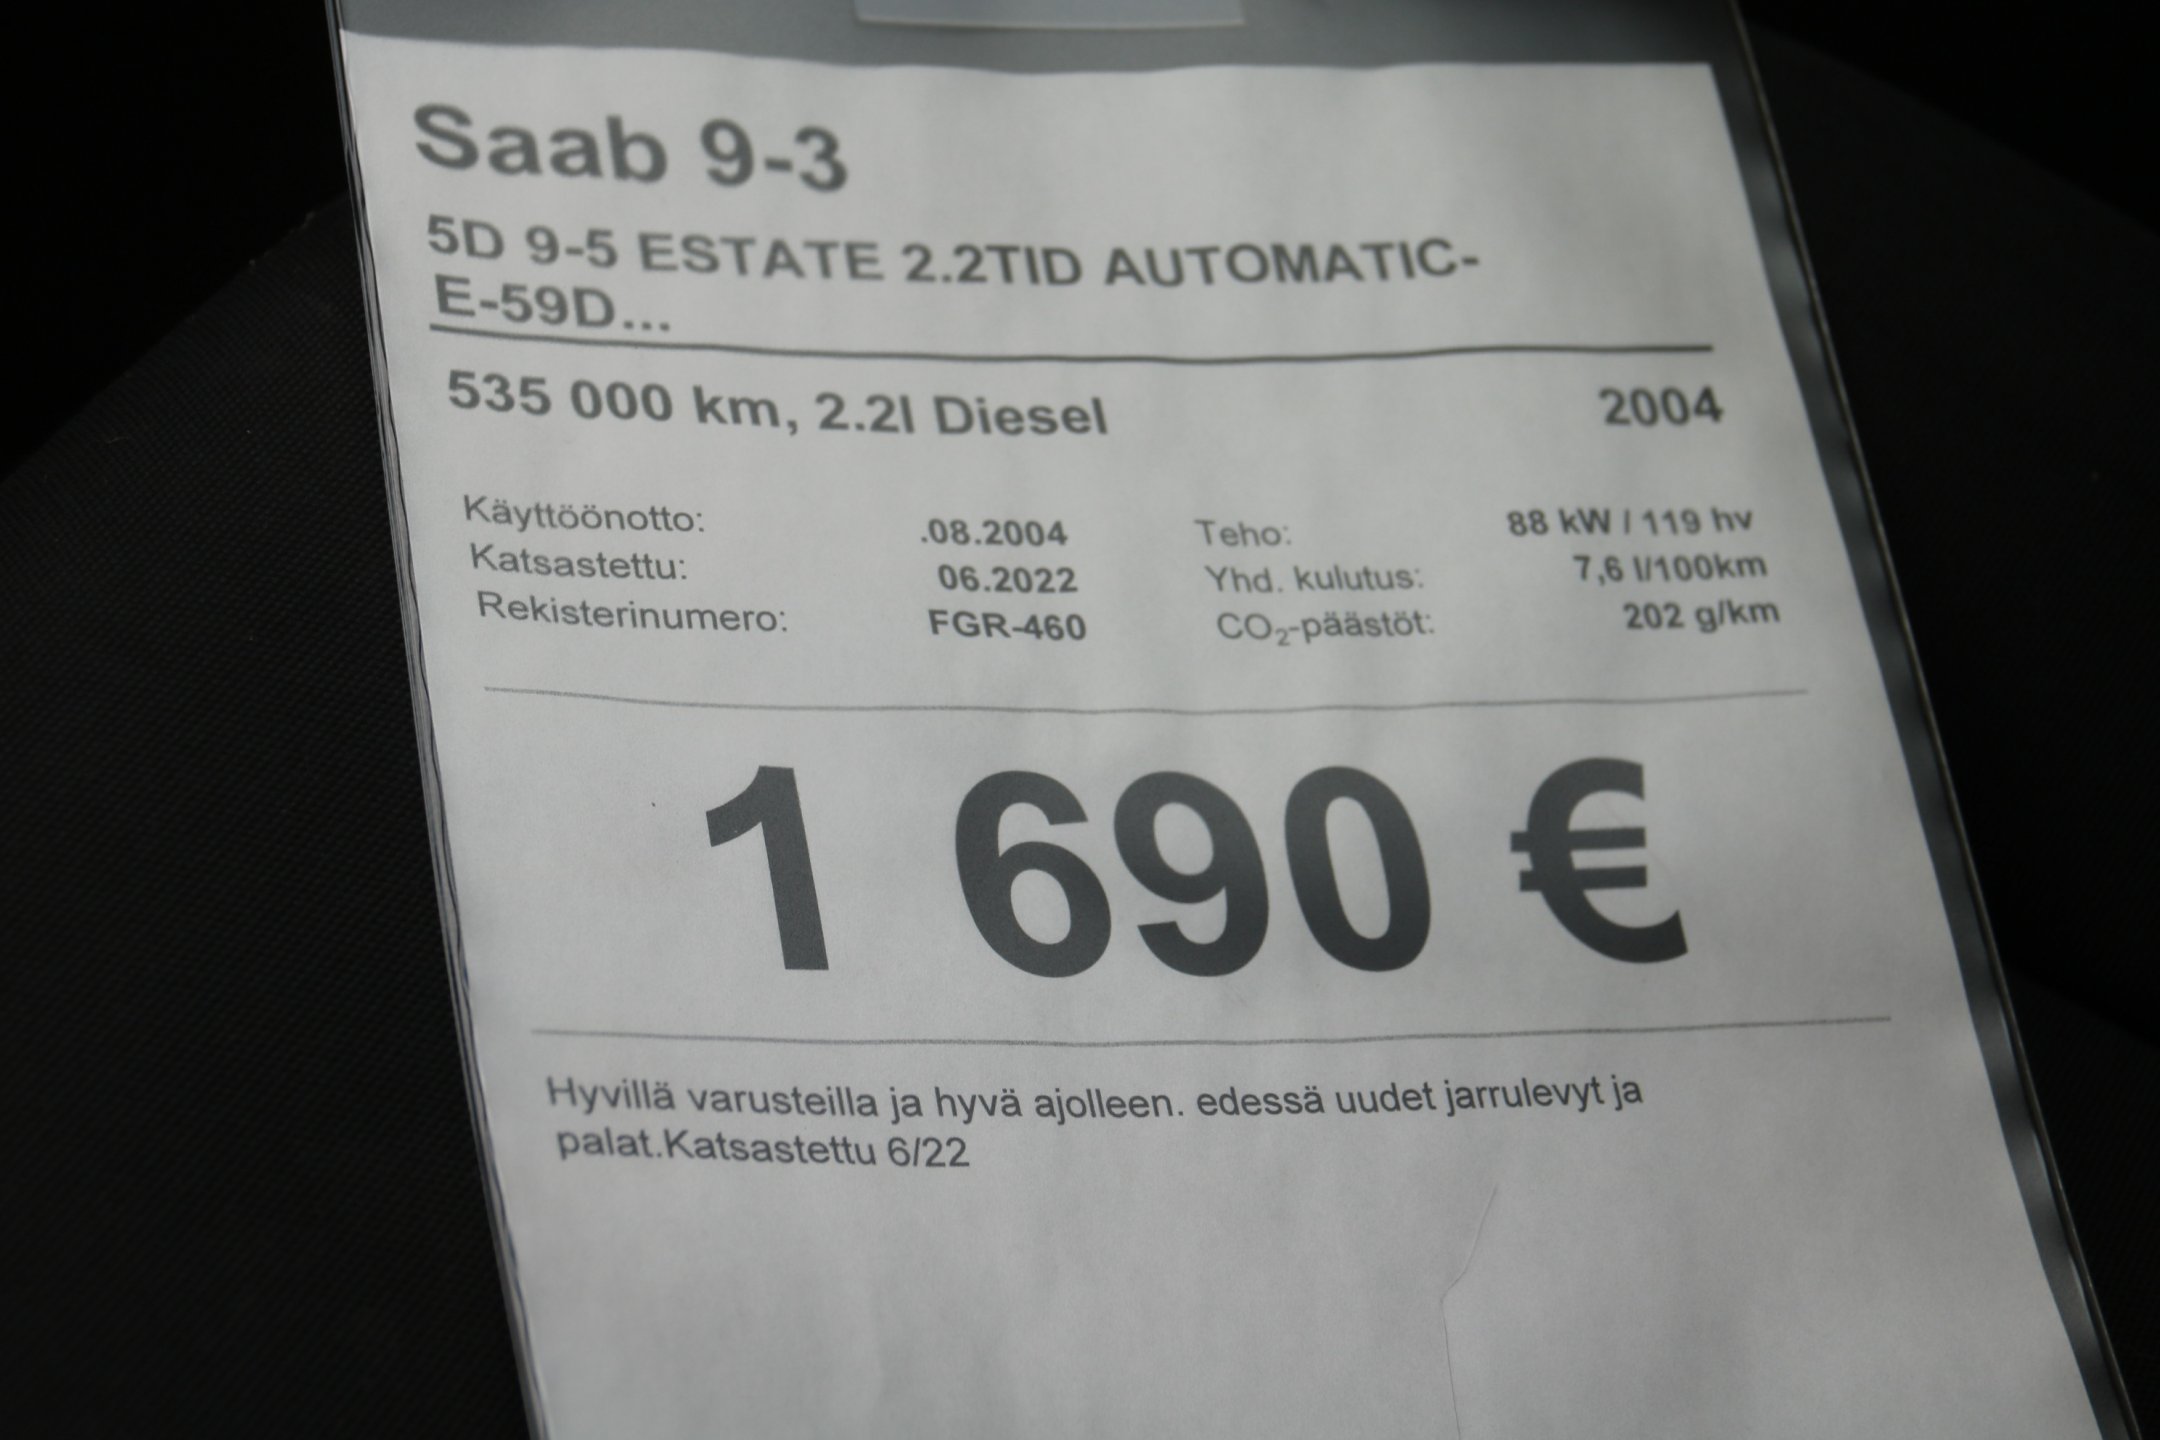 Saab 9-3
5D 9-5 ESTATE 2.2TID AUTOMATIC-
E-59D...
535 000 km, 2.2l Diesel 2004
Käyttöönotto: .08.2004 Teho: 88 kW / 119 hv
Katsastettu: 06.2022 Yhd. kulutus: 7,6 l/100km
Rekisterinumero: FGR-460 CO₂-päästöt: 202 g/km
1 690 €
Hyvillä varusteilla ja hyvä ajolleen. edessä uudet jarrulevyt ja
palat.Katsastettu 6/22